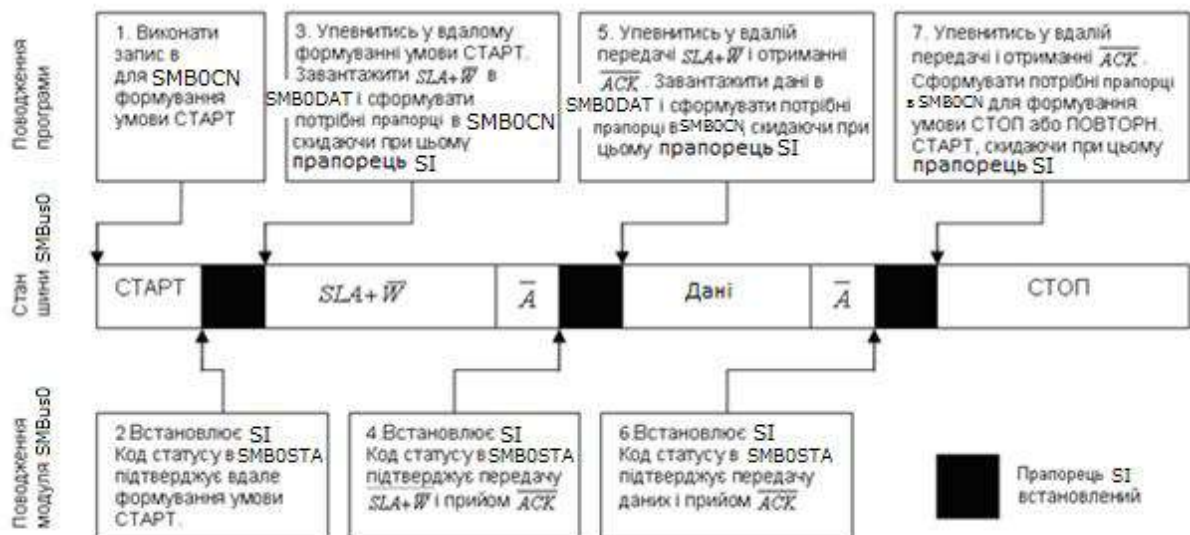 Поводження
програми
1. Виконати
запис в
для SMB0CN
формування
умови СТАРТ
3. Упевнитись у вдалому
формуванні умови СТАРТ.
Завантажити SLA+W̅ в
SMB0DAT і сформувати
потрібні прапорці в SMB0CN
скидаючи при цьому
прапорець SI
5. Упевнитись у вдалій
передачі SLA+W̅ і отриманні
A̅C̅K̅. Завантажити дані в
SMB0DAT і сформувати потрібні
прапорці в SMB0CN скидаючи при
цьому прапорець SI
7. Упевнитись у вдалій
передачі і отриманні A̅C̅K̅.
Сформувати потрібні прапорці
в SMB0CN для формування
умови СТОП або ПОВТОРН.
СТАРТ, скидаючи при цьому
прапорець SI
Стан
шини SMBus0
СТАРТ
SLA+W̅
A̅
Дані
A̅
СТОП
Поводження
модуля SMBus0
2 Встановлює SI
Код статусу в SMB0STA
підтверджує вдале
формування умови
СТАРТ.
4 Встановлює SI
Код статусу в SMB0STA
підтверджує передачу
SLA+W̅ і прийом A̅C̅K̅
6 Встановлює SI
Код статусу в SMB0STA
підтверджує передачу
даних і прийом A̅C̅K̅
Прапорець SI
встановлений